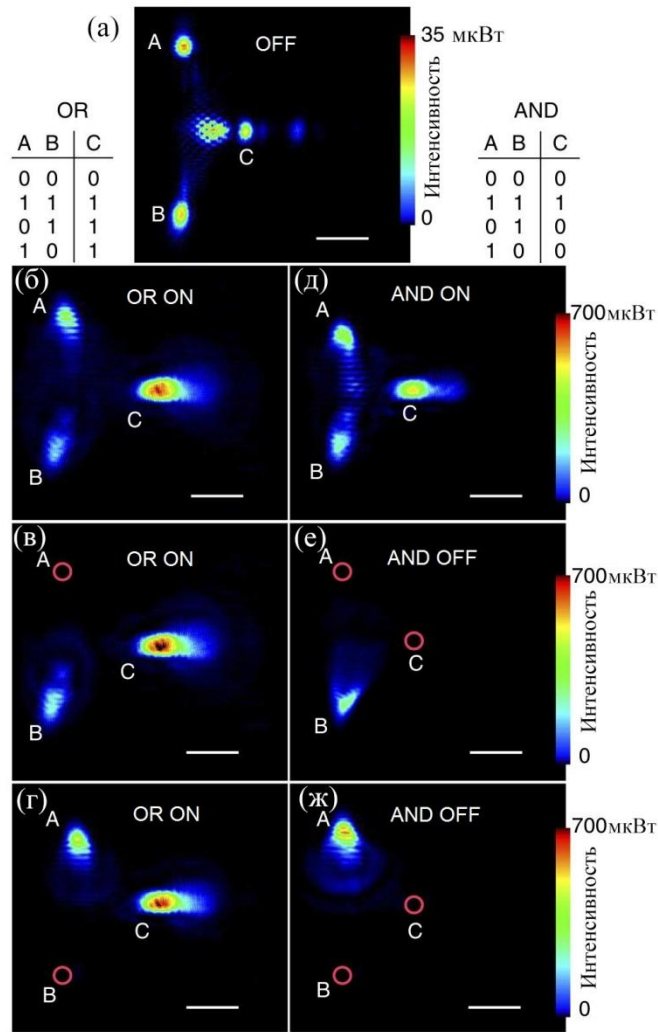 (а)
A
OFF
C
B
35 мкВт
Интенсивность
0
OR
A B C
0 0 0
1 1 1
0 1 1
1 0 1
AND
A B C
0 0 0
1 1 1
0 1 0
1 0 0
(б)
A
OR ON
C
B
(д)
A
AND ON
C
B
700мкВт
Интенсивность
0
(в)
A
OR ON
C
B
(е)
A
AND OFF
C
B
700мкВт
Интенсивность
0
(г)
A
OR ON
C
B
(ж)
A
AND OFF
C
B
700мкВт
Интенсивность
0